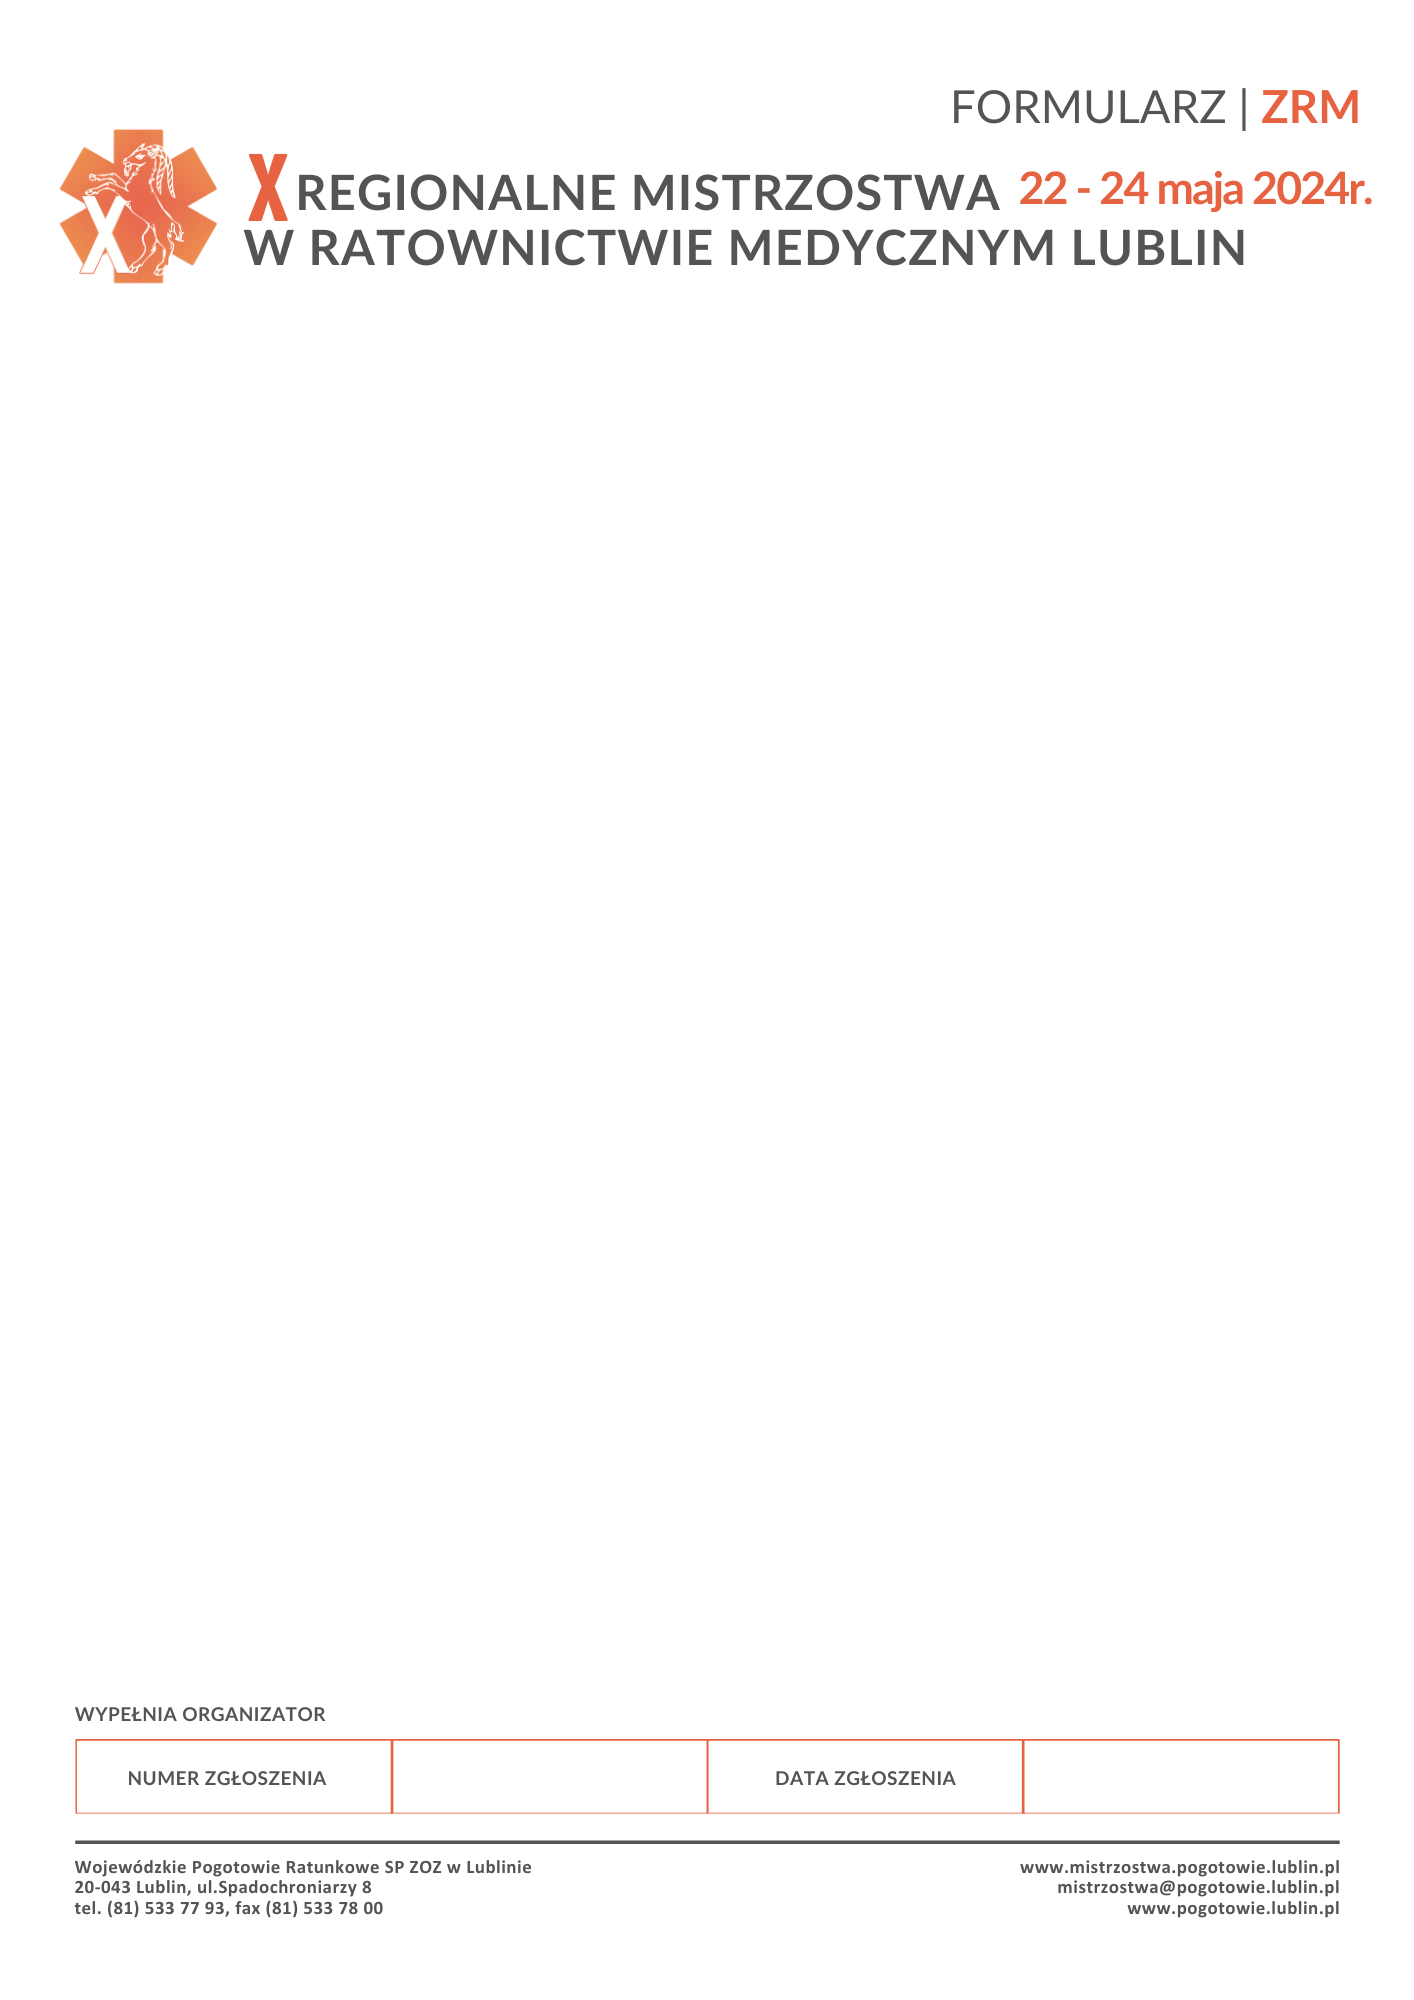 FORMULARZ | ZRM
X REGIONALNE MISTRZOSTWA 22 - 24 maja 2024r.
W RATOWNICTWIE MEDYCZNYM LUBLIN
X
WYPEŁNIA ORGANIZATOR
NUMER ZGŁOSZENIA DATA ZGŁOSZENIA
Wojewódzkie Pogotowie Ratunkowe SP ZOZ w Lublinie
20-043 Lublin, ul.Spadochroniarzy 8
tel. (81) 533 77 93, fax (81) 533 78 00
www.mistrzostwa.pogotowie.lublin.pl
mistrzostwa@pogotowie.lublin.pl
www.pogotowie.lublin.pl